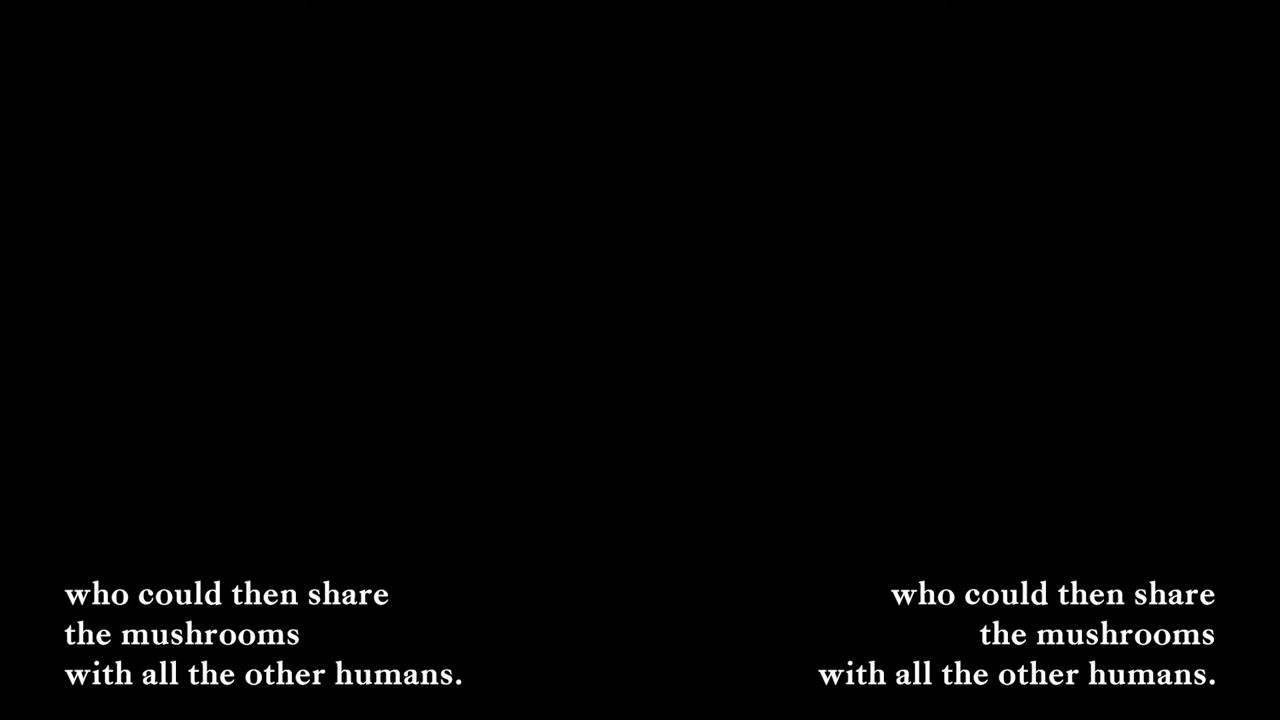 who could then share
the mushrooms
with all the other humans.
who could then share
the mushrooms
with all the other humans.